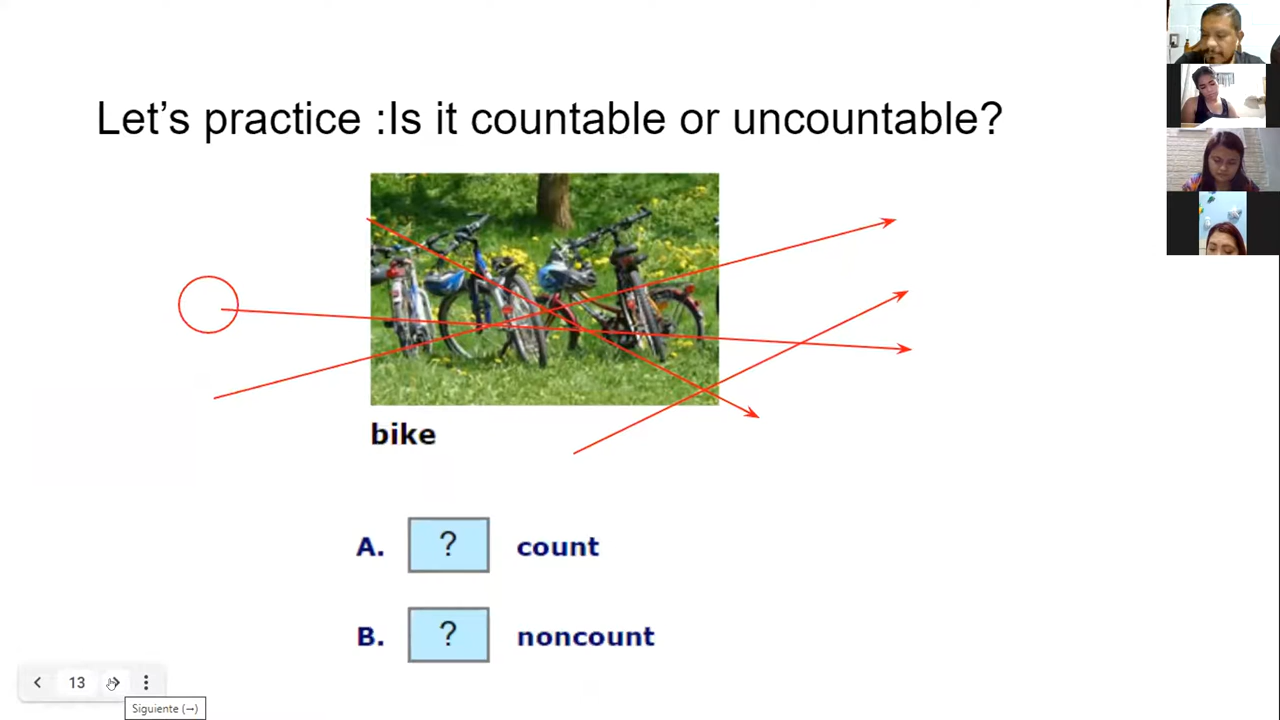 Let's practice :Is it countable or uncountable?
bike
A. ? count
B. ? noncount
13
Siguiente (→)